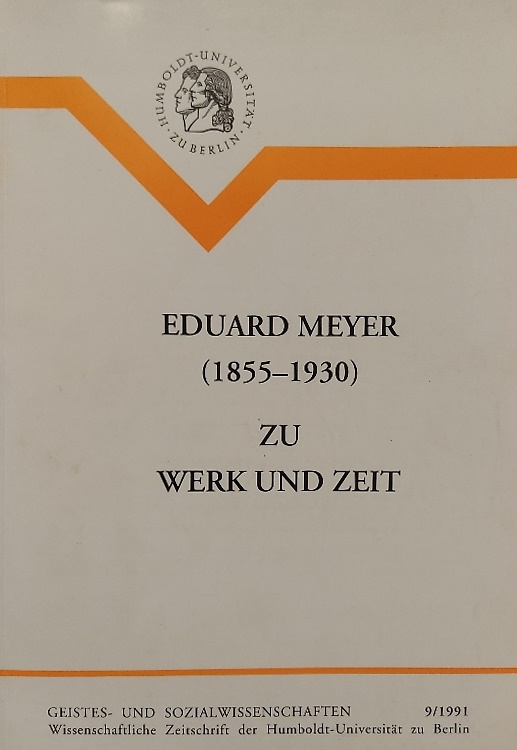 HUMBOLDT-UNIVERSITÄT
· ZU BERLIN ·
EDUARD MEYER
(1855–1930)
ZU
WERK UND ZEIT
GEISTES- UND SOZIALWISSENSCHAFTEN 9/1991
Wissenschaftliche Zeitschrift der Humboldt-Universität zu Berlin